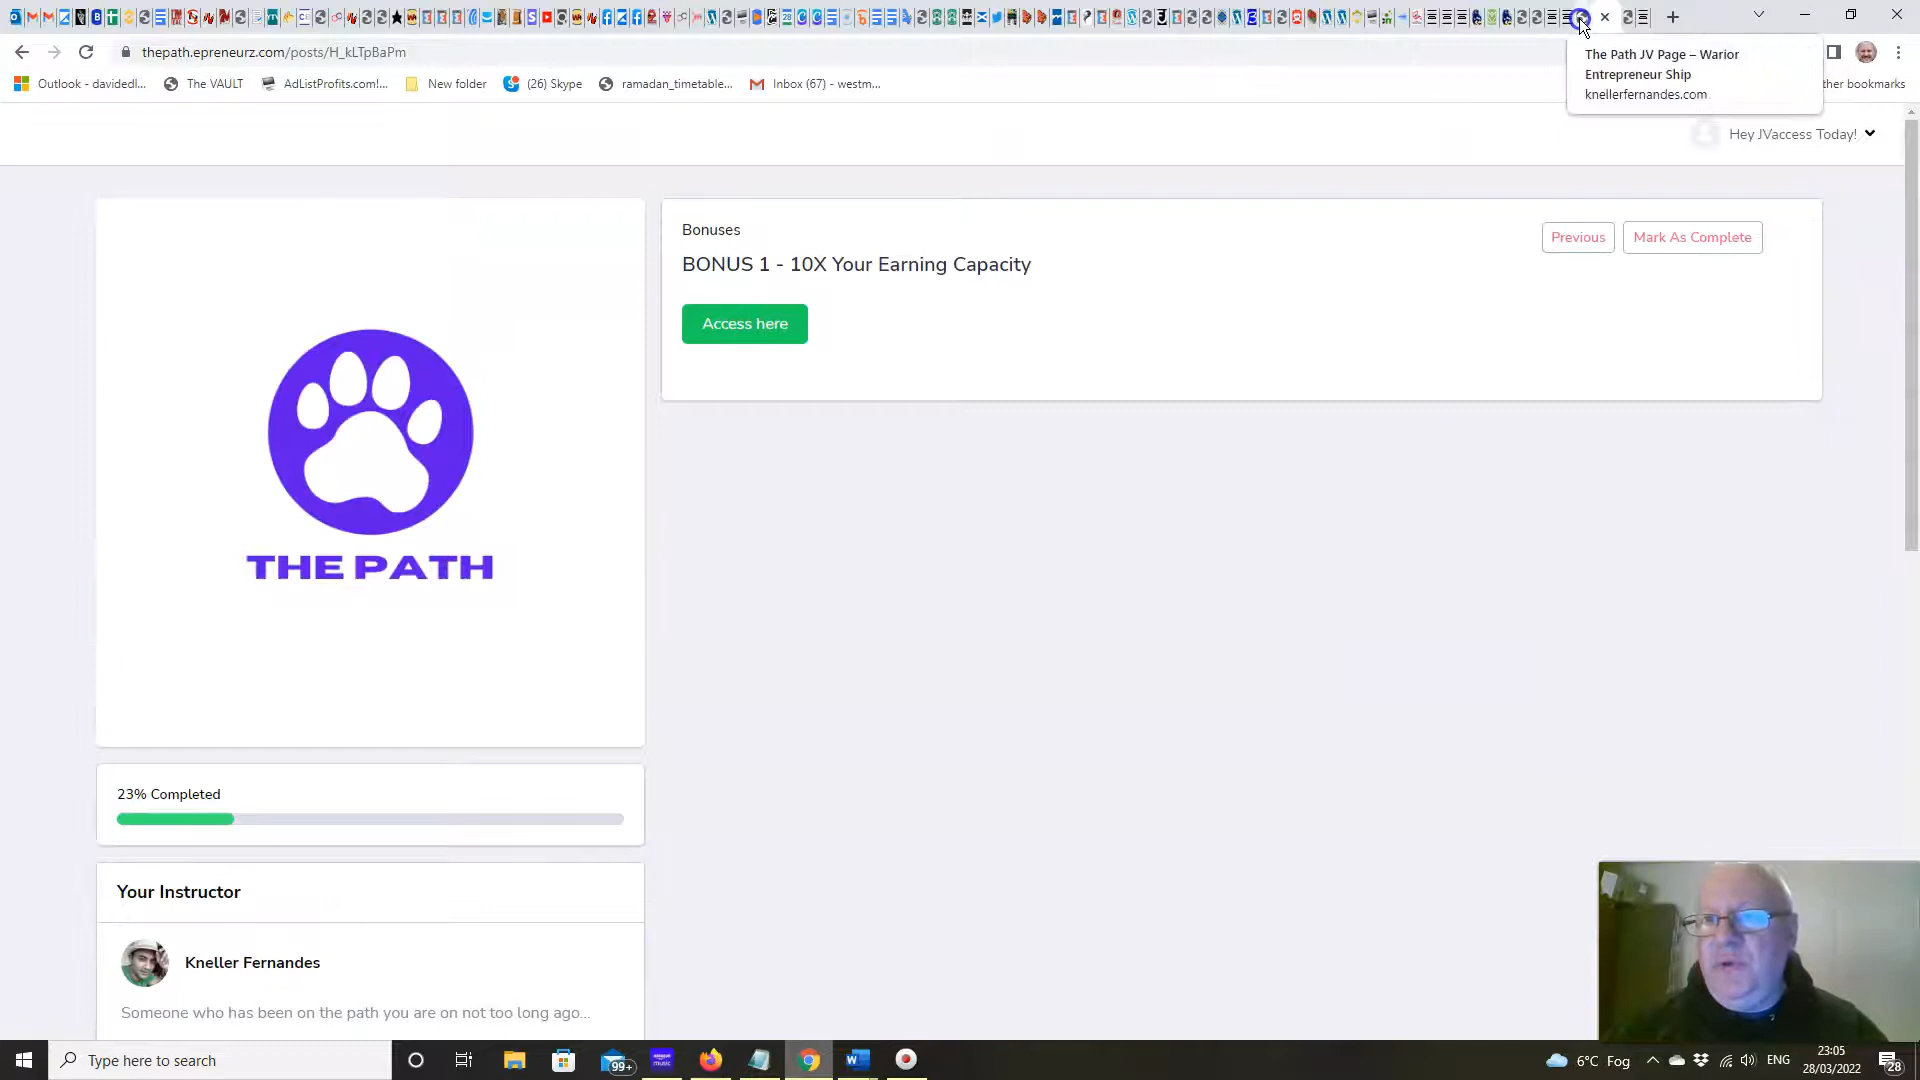 thepath.epreneurz.com/posts/H_kLTpBaPm
The Path JV Page – Warior
Entrepreneur Ship
knellerfernandes.com
Outlook - davidedl...
The VAULT
AdListProfits.com!...
New folder
(26) Skype
ramadan_timetable...
Inbox (67) - westm...
ther bookmarks
Hey JVaccess Today!
Bonuses
Previous
Mark As Complete
BONUS 1 - 10X Your Earning Capacity
Access here
THE PATH
23% Completed
Your Instructor
Kneller Fernandes
Someone who has been on the path you are on not too long ago...
Type here to search
99+
6°C Fog
ENG
23:05
28/03/2022
28